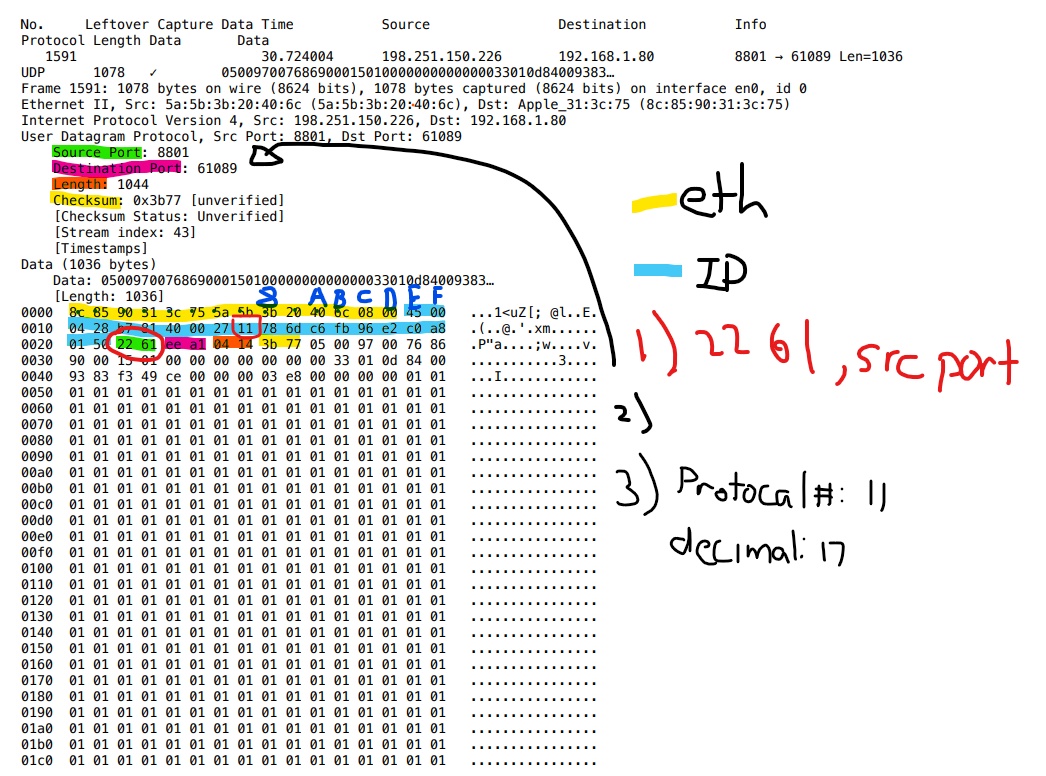 No. Leftover Capture Data Time Source Destination Info
Protocol Length Data Data
1591 30.724004 198.251.150.226 192.168.1.80 8801 → 61089 Len=1036
UDP 1078 ✓ 05009700768690001501000000000000000033010d84009383…
Frame 1591: 1078 bytes on wire (8624 bits), 1078 bytes captured (8624 bits) on interface en0, id 0
Ethernet II, Src: 5a:5b:3b:20:40:6c (5a:5b:3b:20:40:6c), Dst: Apple_31:3c:75 (8c:85:90:31:3c:75)
Internet Protocol Version 4, Src: 198.251.150.226, Dst: 192.168.1.80
User Datagram Protocol, Src Port: 8801, Dst Port: 61089
Source Port: 8801
Destination Port: 61089
Length: 1044
Checksum: 0x3b77 [unverified]
[Checksum Status: Unverified]
[Stream index: 43]
[Timestamps]
Data (1036 bytes)
Data: 05009700768690001501000000000000000033010d84009383…
[Length: 1036]
8 A B C D E F
0000 8c 85 90 31 3c 75 5a 5b 3b 20 40 6c 08 00 45 00 ...1<uZ[; @l..E.
0010 04 28 b7 81 40 00 27 11 78 6d c6 fb 96 e2 c0 a8 .(..@.'.xm......
0020 01 50 22 61 ee a1 04 14 3b 77 05 00 97 00 76 86 .P"a....;w....v.
0030 90 00 15 01 00 00 00 00 00 00 00 33 01 0d 84 00 ...........3....
0040 93 83 f3 49 ce 00 00 00 03 e8 00 00 00 00 01 01 ...I............
0050 01 01 01 01 01 01 01 01 01 01 01 01 01 01 01 01 ................
0060 01 01 01 01 01 01 01 01 01 01 01 01 01 01 01 01 ................
0070 01 01 01 01 01 01 01 01 01 01 01 01 01 01 01 01 ................
0080 01 01 01 01 01 01 01 01 01 01 01 01 01 01 01 01 ................
0090 01 01 01 01 01 01 01 01 01 01 01 01 01 01 01 01 ................
00a0 01 01 01 01 01 01 01 01 01 01 01 01 01 01 01 01 ................
00b0 01 01 01 01 01 01 01 01 01 01 01 01 01 01 01 01 ................
00c0 01 01 01 01 01 01 01 01 01 01 01 01 01 01 01 01 ................
00d0 01 01 01 01 01 01 01 01 01 01 01 01 01 01 01 01 ................
00e0 01 01 01 01 01 01 01 01 01 01 01 01 01 01 01 01 ................
00f0 01 01 01 01 01 01 01 01 01 01 01 01 01 01 01 01 ................
0100 01 01 01 01 01 01 01 01 01 01 01 01 01 01 01 01 ................
0110 01 01 01 01 01 01 01 01 01 01 01 01 01 01 01 01 ................
0120 01 01 01 01 01 01 01 01 01 01 01 01 01 01 01 01 ................
0130 01 01 01 01 01 01 01 01 01 01 01 01 01 01 01 01 ................
0140 01 01 01 01 01 01 01 01 01 01 01 01 01 01 01 01 ................
0150 01 01 01 01 01 01 01 01 01 01 01 01 01 01 01 01 ................
0160 01 01 01 01 01 01 01 01 01 01 01 01 01 01 01 01 ................
0170 01 01 01 01 01 01 01 01 01 01 01 01 01 01 01 01 ................
0180 01 01 01 01 01 01 01 01 01 01 01 01 01 01 01 01 ................
0190 01 01 01 01 01 01 01 01 01 01 01 01 01 01 01 01 ................
01a0 01 01 01 01 01 01 01 01 01 01 01 01 01 01 01 01 ................
01b0 01 01 01 01 01 01 01 01 01 01 01 01 01 01 01 01 ................
01c0 01 01 01 01 01 01 01 01 01 01 01 01 01 01 01 01 ................
eth
IP
1) 22 61, src port
2)
3) Protocal #: 11
decimal: 17